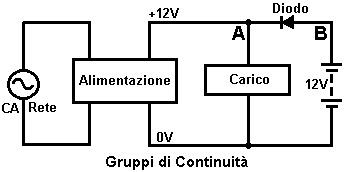 Diodo
+12V
A
B
Alimentazione
Carico
12V
CA Rete
0V
Gruppi di Continuità